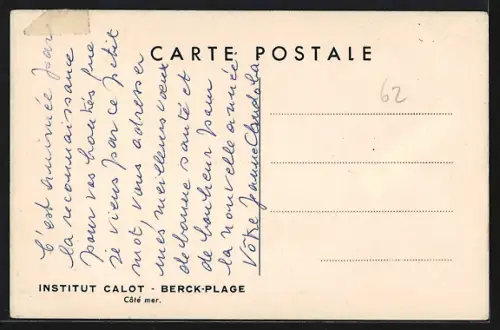 CARTE POSTALE
62
C'est animée par
la reconnaissance
pour vos bontés que
je viens par ce petit
mot, vous adresser
mes meilleurs vœux
de bonne santé et
de bonheur pour
la nouvelle année
Votre Jeanne
INSTITUT CALOT - BERCK-PLAGE
Côté mer.